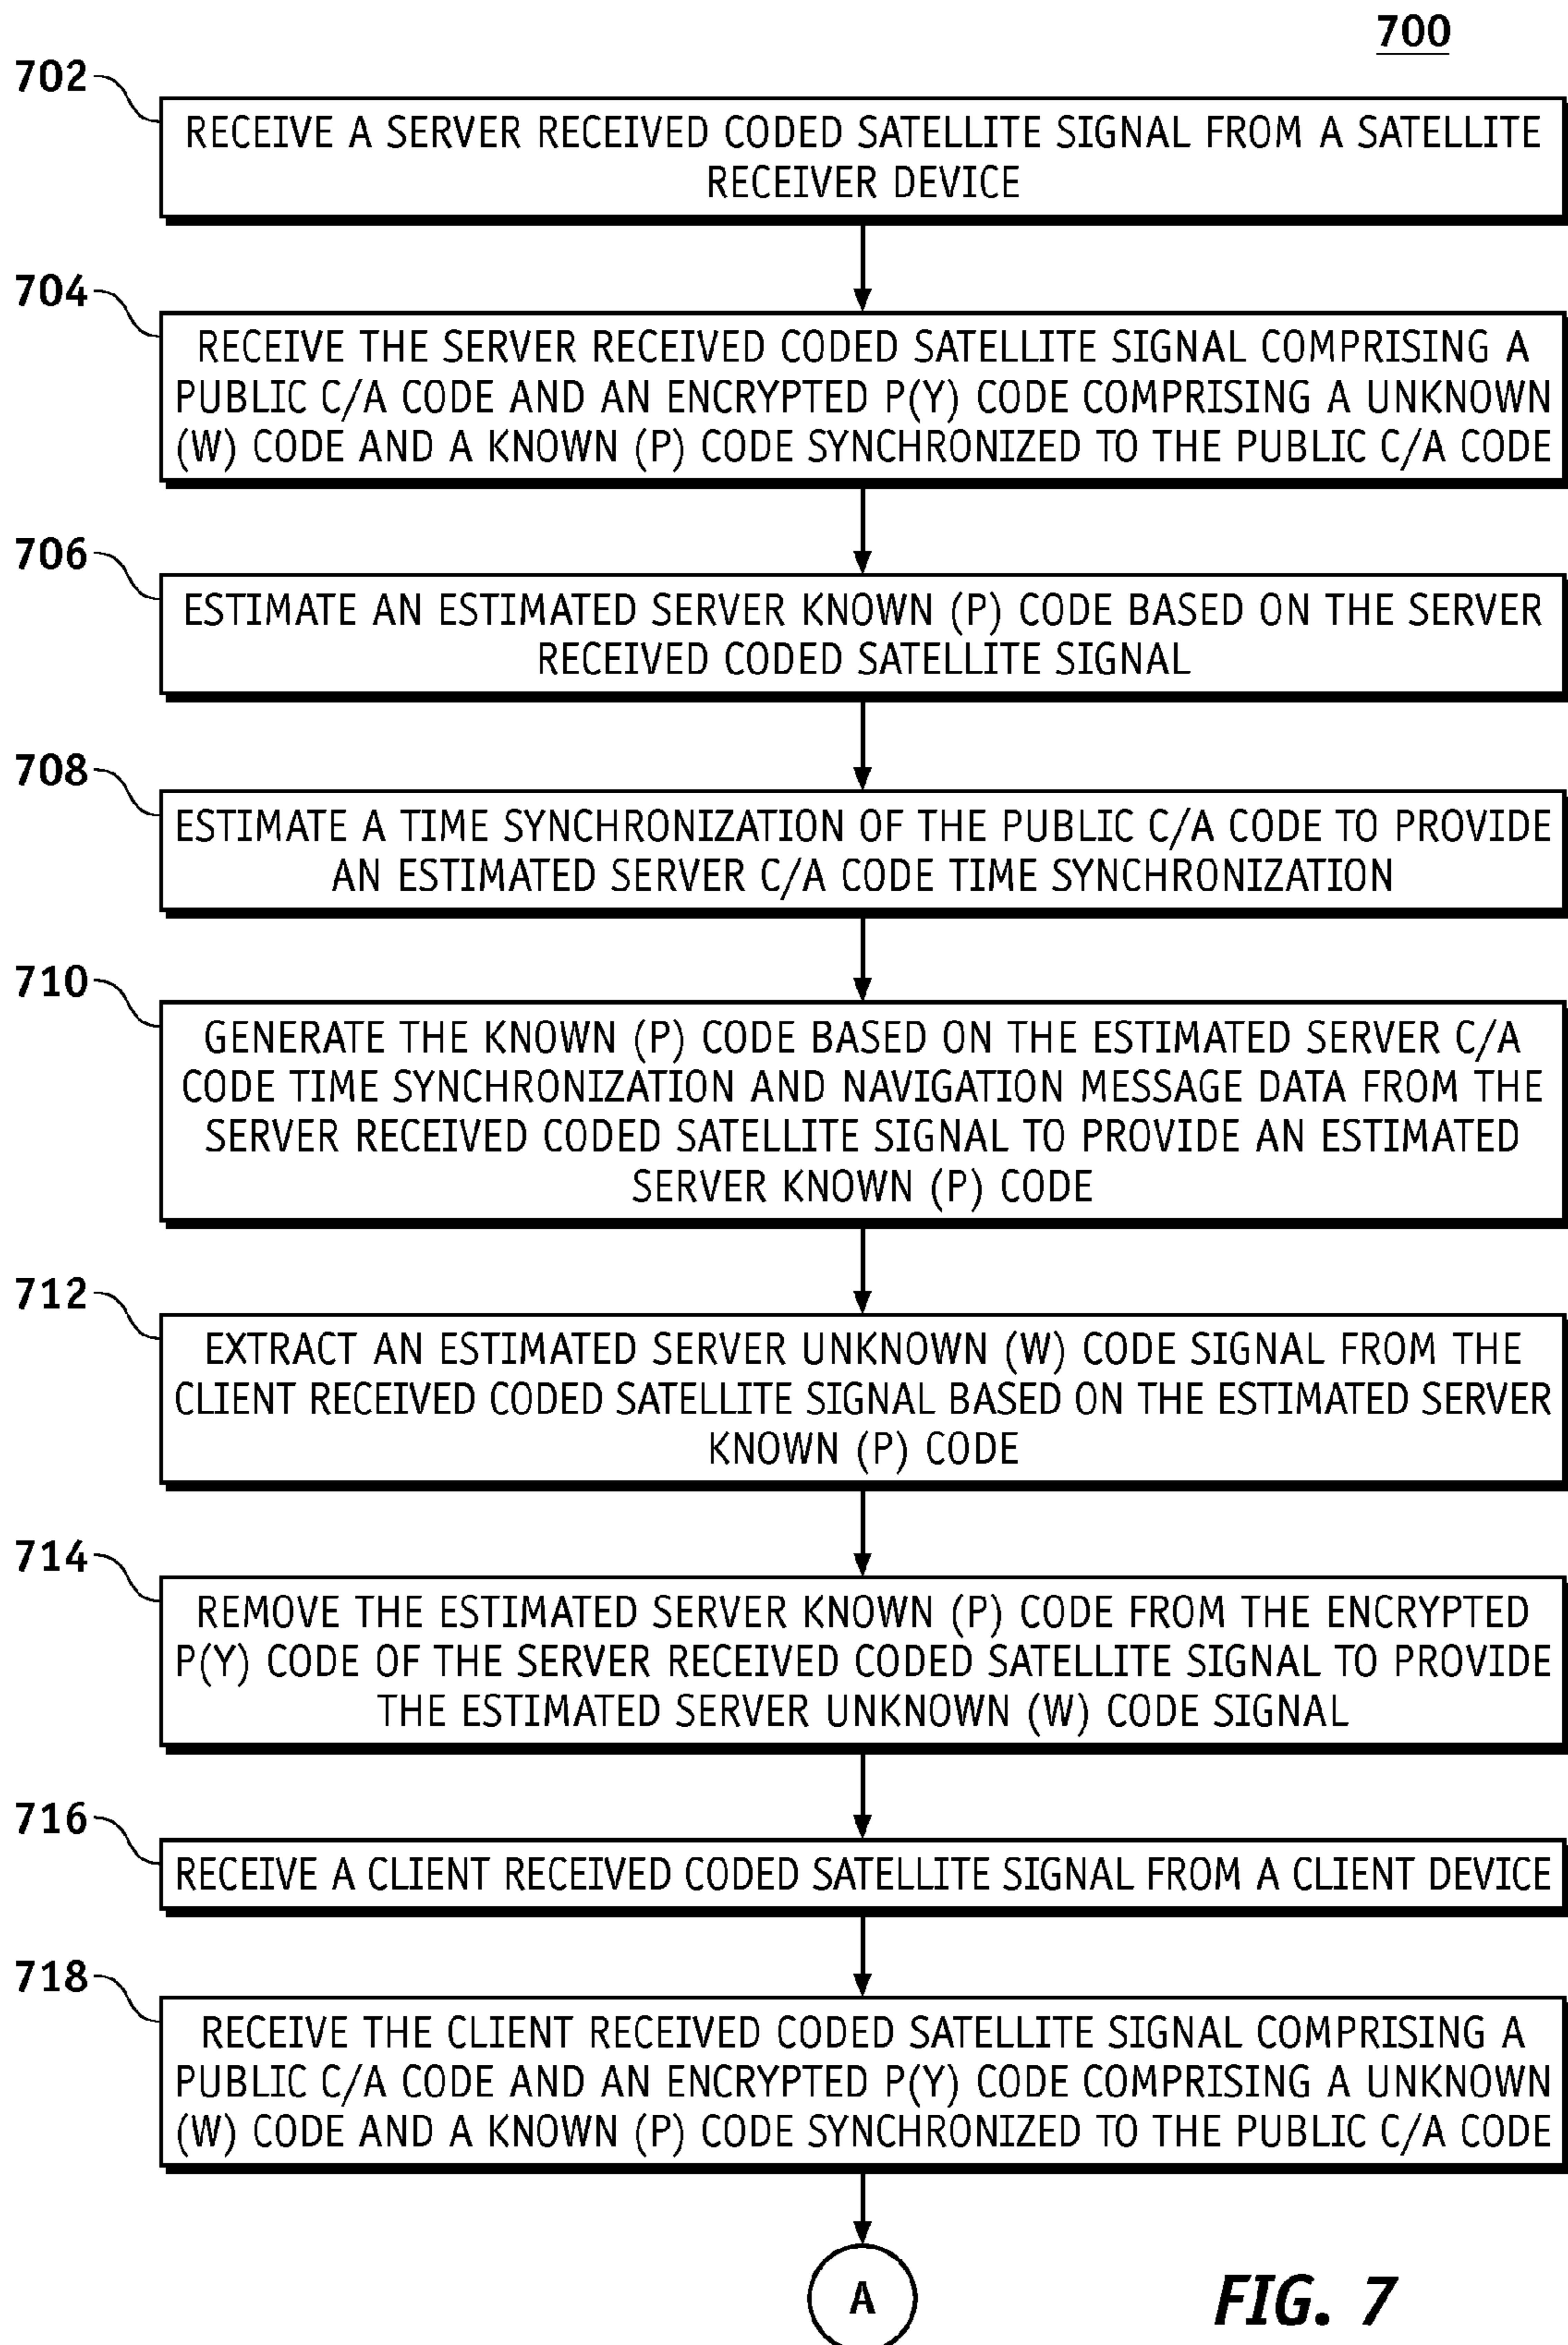 700
702
RECEIVE A SERVER RECEIVED CODED SATELLITE SIGNAL FROM A SATELLITE
RECEIVER DEVICE
704
RECEIVE THE SERVER RECEIVED CODED SATELLITE SIGNAL COMPRISING A
PUBLIC C/A CODE AND AN ENCRYPTED P(Y) CODE COMPRISING A UNKNOWN
(W) CODE AND A KNOWN (P) CODE SYNCHRONIZED TO THE PUBLIC C/A CODE
706
ESTIMATE AN ESTIMATED SERVER KNOWN (P) CODE BASED ON THE SERVER
RECEIVED CODED SATELLITE SIGNAL
708
ESTIMATE A TIME SYNCHRONIZATION OF THE PUBLIC C/A CODE TO PROVIDE
AN ESTIMATED SERVER C/A CODE TIME SYNCHRONIZATION
710
GENERATE THE KNOWN (P) CODE BASED ON THE ESTIMATED SERVER C/A
CODE TIME SYNCHRONIZATION AND NAVIGATION MESSAGE DATA FROM THE
SERVER RECEIVED CODED SATELLITE SIGNAL TO PROVIDE AN ESTIMATED
SERVER KNOWN (P) CODE
712
EXTRACT AN ESTIMATED SERVER UNKNOWN (W) CODE SIGNAL FROM THE
CLIENT RECEIVED CODED SATELLITE SIGNAL BASED ON THE ESTIMATED SERVER
KNOWN (P) CODE
714
REMOVE THE ESTIMATED SERVER KNOWN (P) CODE FROM THE ENCRYPTED
P(Y) CODE OF THE SERVER RECEIVED CODED SATELLITE SIGNAL TO PROVIDE
THE ESTIMATED SERVER UNKNOWN (W) CODE SIGNAL
716
RECEIVE A CLIENT RECEIVED CODED SATELLITE SIGNAL FROM A CLIENT DEVICE
718
RECEIVE THE CLIENT RECEIVED CODED SATELLITE SIGNAL COMPRISING A
PUBLIC C/A CODE AND AN ENCRYPTED P(Y) CODE COMPRISING A UNKNOWN
(W) CODE AND A KNOWN (P) CODE SYNCHRONIZED TO THE PUBLIC C/A CODE
A
FIG. 7